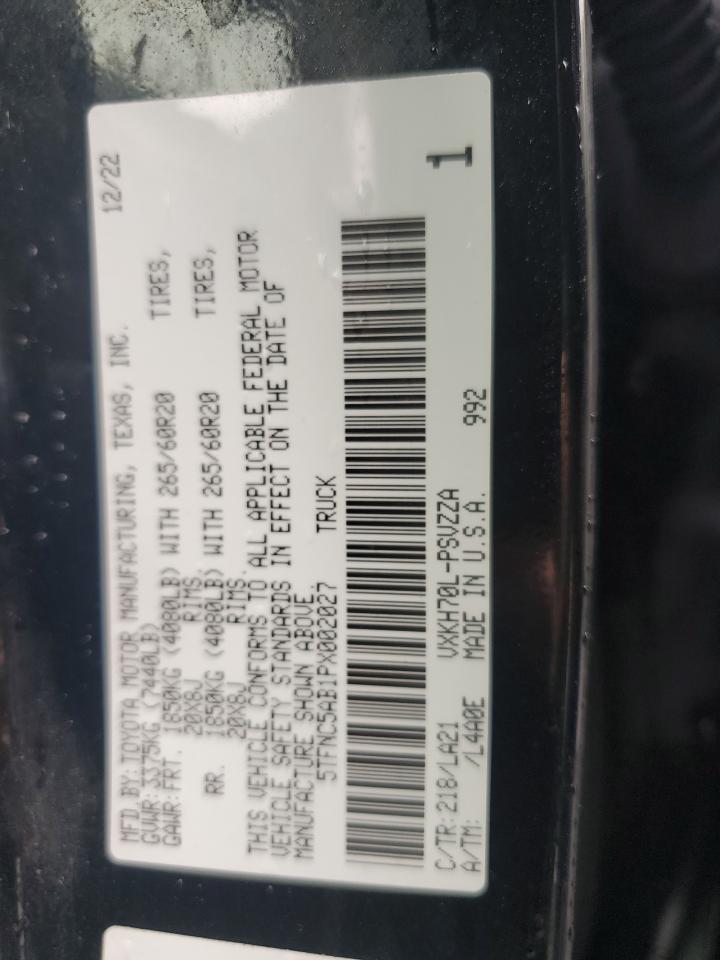 MFD.BY:TOYOTA MOTOR MANUFACTURING, TEXAS, INC. 12/22
GVWR:3375KG (7440LB)
GAWR:FRT. 1850KG (4080LB) WITH 265/60R20 TIRES,
20X8J RIMS.
RR. 1850KG (4080LB) WITH 265/60R20 TIRES,
20X8J RIMS.
THIS VEHICLE CONFORMS TO ALL APPLICABLE FEDERAL MOTOR
VEHICLE SAFETY STANDARDS IN EFFECT ON THE DATE OF
MANUFACTURE SHOWN ABOVE.
5TFNC5AB1PX002027 TRUCK
C/TR:218/LA21 VXKH70L-PSVZZA
A/TM: /L4A0E MADE IN U.S.A. 992 1